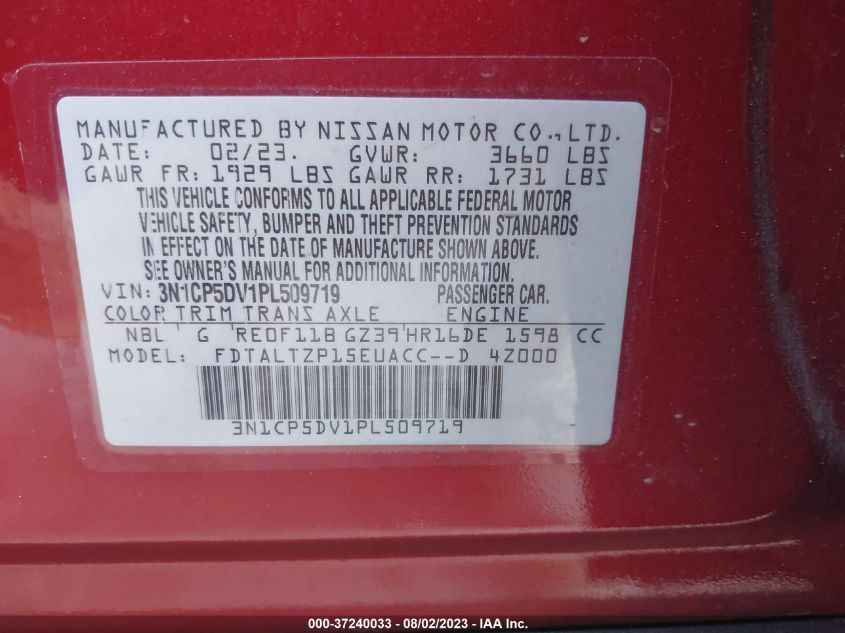 MANUFACTURED BY NISSAN MOTOR CO., LTD.
DATE: 02/23. GVWR: 3660 LBS
GAWR FR: 1929 LBS GAWR RR: 1731 LBS
THIS VEHICLE CONFORMS TO ALL APPLICABLE FEDERAL MOTOR
VEHICLE SAFETY, BUMPER AND THEFT PREVENTION STANDARDS
IN EFFECT ON THE DATE OF MANUFACTURE SHOWN ABOVE.
SEE OWNER'S MANUAL FOR ADDITIONAL INFORMATION.
VIN: 3N1CP5DV1PL509719 PASSENGER CAR.
COLOR TRIM TRANS AXLE ENGINE
NBL G RE0F11B GZ39 HR16DE 1598 CC
MODEL: FDTALTZP15EUACC--D 4Z000
3N1CP5DV1PL509719
000-37240033 - 08/02/2023 - IAA Inc.